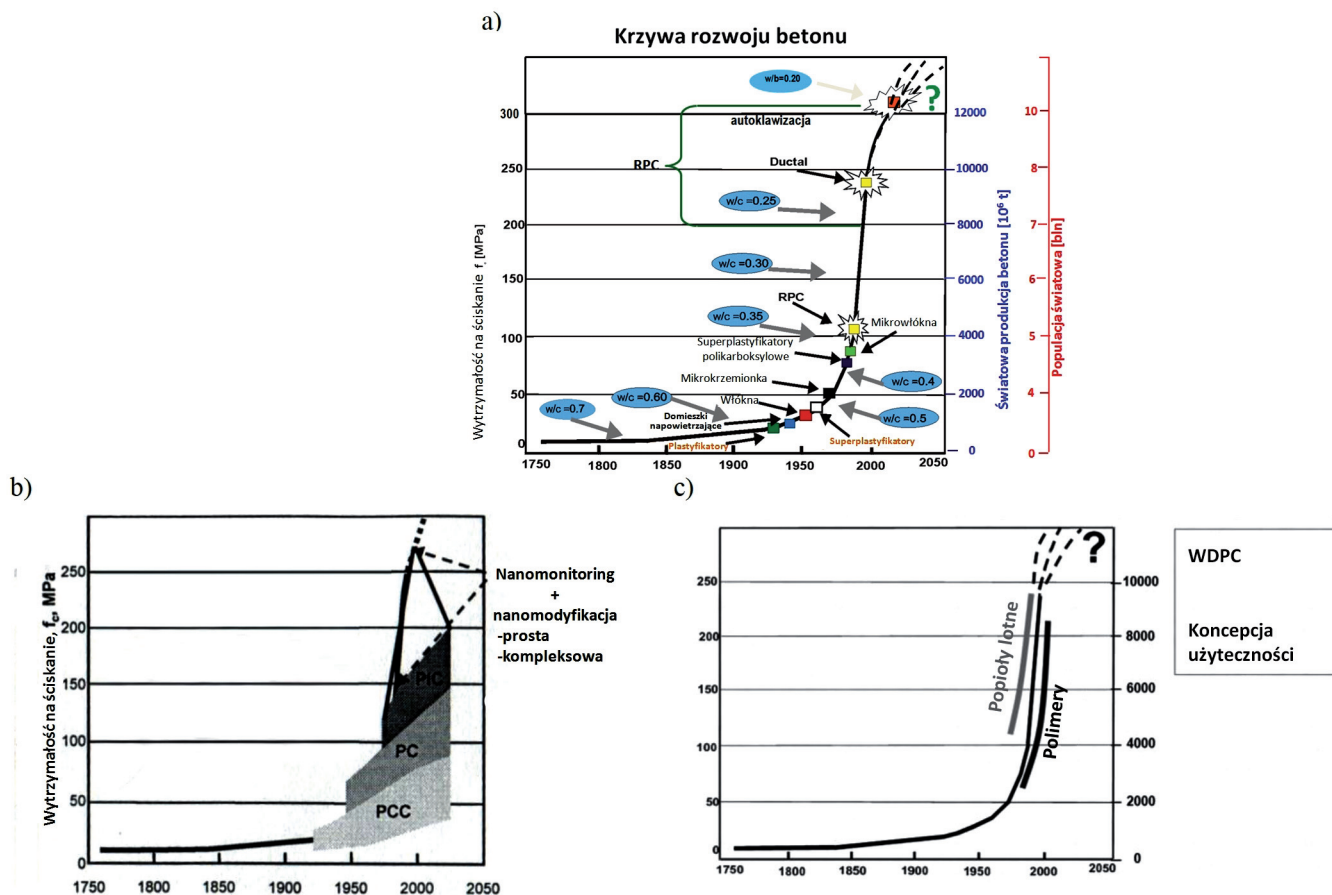 a)
Krzywa rozwoju betonu
w/b=0.20
?
autoklawizacja
RPC
Ductal
w/c =0.25
w/c =0.30
RPC
w/c =0.35
Mikrowłókna
Superplastyfikatory
polikarboksylowe
Mikrokrzemionka
w/c =0.4
w/c =0.60
Włókna
w/c =0.7
Domieszki
napowietrzające
w/c =0.5
Plastyfikatory
Superplastyfikatory
Wytrzymałość na ściskanie f, [MPa]
300
250
200
150
100
50
0
1750
1800
1850
1900
1950
2000
2050
12000
10000
8000
6000
4000
2000
0
Światowa produkcja betonu [10⁶ t]
10
8
7
6
5
4
0
Populacja światowa [bln]
b)
Wytrzymałość na ściskanie, fc, MPa
250
200
150
100
50
0
1750
1800
1850
1900
1950
2000
2050
PIC
PC
PCC
Nanomonitoring
+
nanomodyfikacja
-prosta
-kompleksowa
c)
250
200
150
100
50
0
1750
1800
1850
1900
1950
2000
2050
Popioły lotne
Polimery
?
10000
8000
6000
4000
2000
0
WDPC
Koncepcja
użyteczności